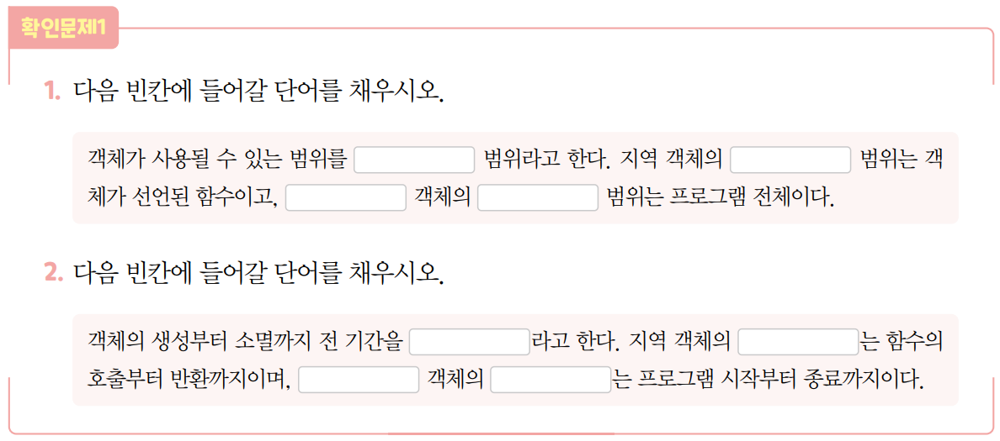 확인문제1
1. 다음 빈칸에 들어갈 단어를 채우시오.
객체가 사용될 수 있는 범위를 범위라고 한다. 지역 객체의 범위는 객
체가 선언된 함수이고, 객체의 범위는 프로그램 전체이다.
2. 다음 빈칸에 들어갈 단어를 채우시오.
객체의 생성부터 소멸까지 전 기간을 라고 한다. 지역 객체의 는 함수의
호출부터 반환까지이며, 객체의 는 프로그램 시작부터 종료까지이다.